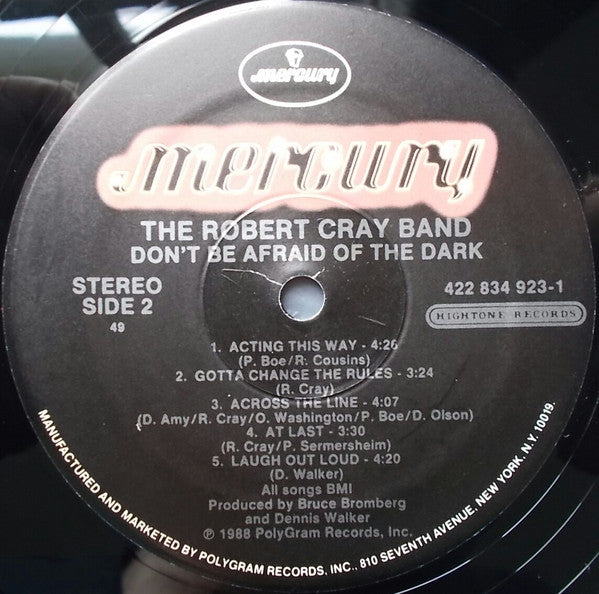 mercury
mercury
THE ROBERT CRAY BAND
DON'T BE AFRAID OF THE DARK
STEREO
SIDE 2
49
422 834 923-1
HIGHTONE RECORDS
1. ACTING THIS WAY - 4:26
(P. Boe/R. Cousins)
2. GOTTA CHANGE THE RULES - 3:24
(R. Cray)
3. ACROSS THE LINE - 4:07
(D. Amy/R. Cray/O. Washington/P. Boe/D. Olson)
4. AT LAST - 3:30
(R. Cray/P. Sermersheim)
5. LAUGH OUT LOUD - 4:20
(D. Walker)
All songs BMI
Produced by Bruce Bromberg
and Dennis Walker
℗ 1988 PolyGram Records, Inc.
MANUFACTURED AND MARKETED BY POLYGRAM RECORDS, INC., 810 SEVENTH AVENUE, NEW YORK, N.Y. 10019.